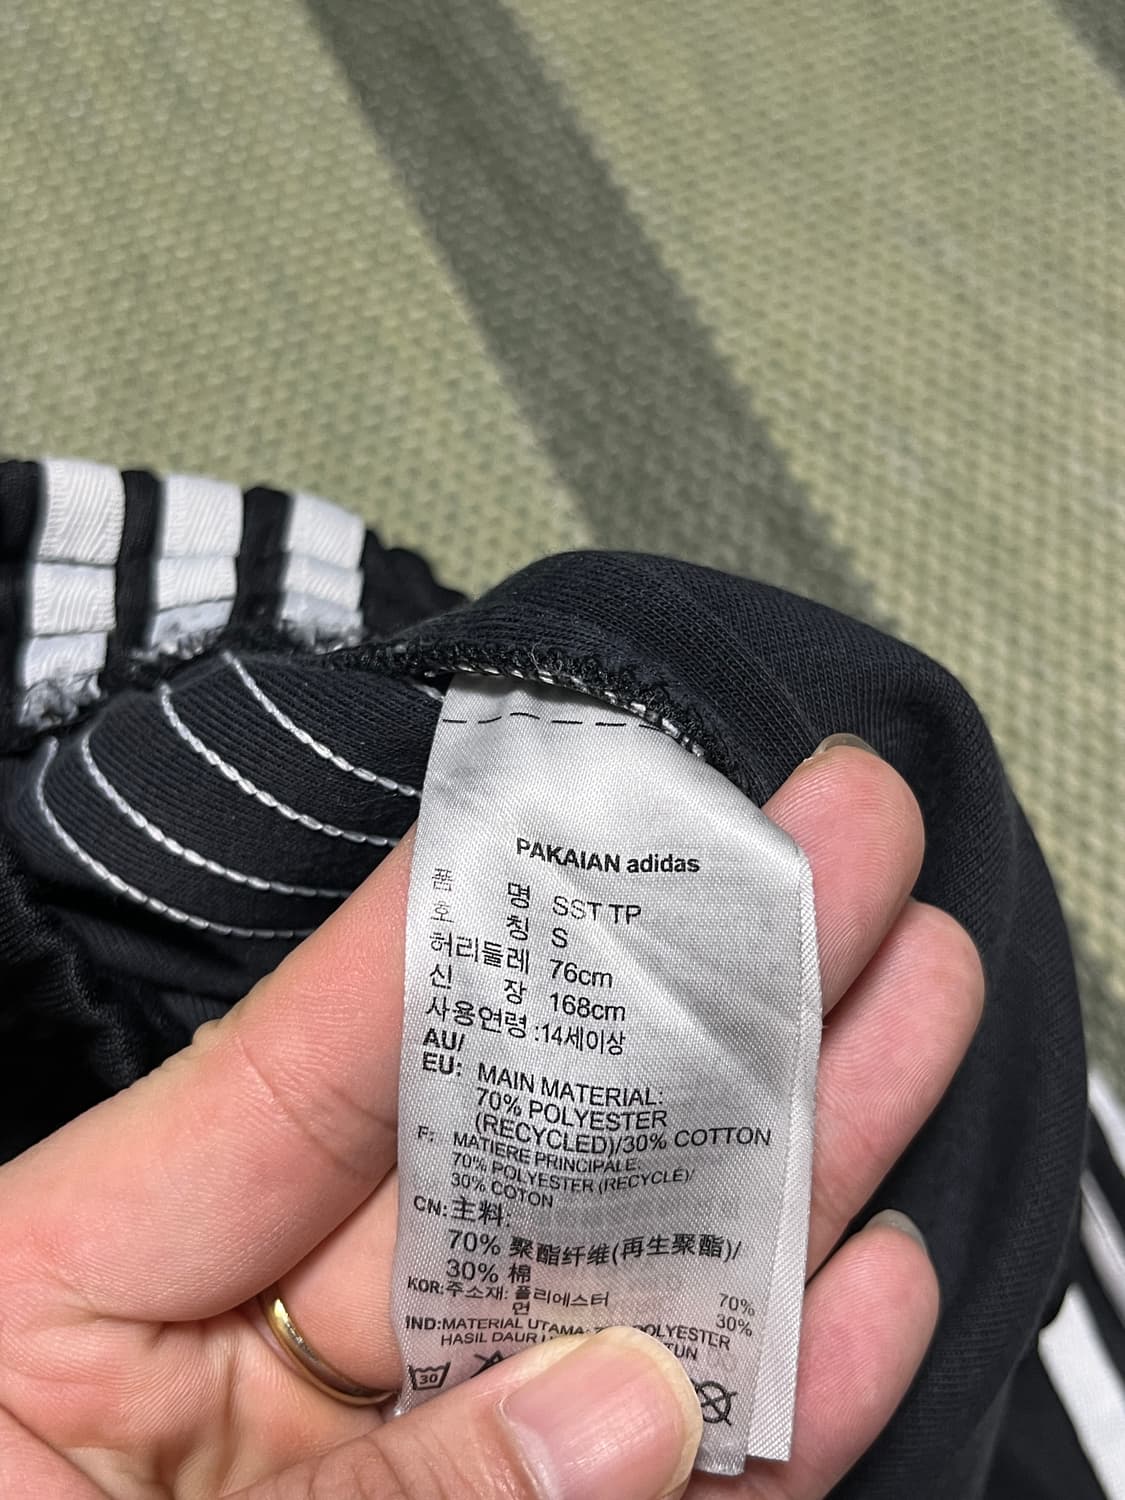 PAKAIAN adidas
품 명 SST TP
호 칭 S
허리둘레 76cm
신 장 168cm
사용연령 :14세이상
AU/
EU: MAIN MATERIAL:
70% POLYESTER
(RECYCLED)/30% COTTON
F: MATIERE PRINCIPALE:
70% POLYESTER (RECYCLÉ)/
30% COTON
CN:主料:
70% 聚酯纤维(再生聚酯)/
30% 棉
KOR:주소재: 폴리에스터 70%
면 30%
IND:MATERIAL UTAMA: POLYESTER
HASIL DAUR
30